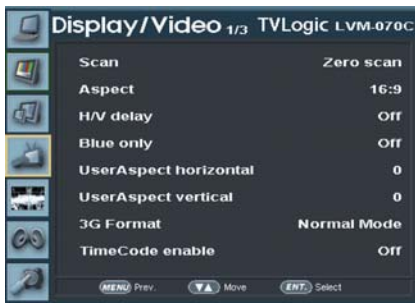 Display/Video 1/3 TVLogic LVM-070C
Scan Zero scan
Aspect 16:9
H/V delay Off
Blue only Off
UserAspect horizontal 0
UserAspect vertical 0
3G Format Normal Mode
TimeCode enable Off
MENU Prev. ▼▲ Move ENT. Select